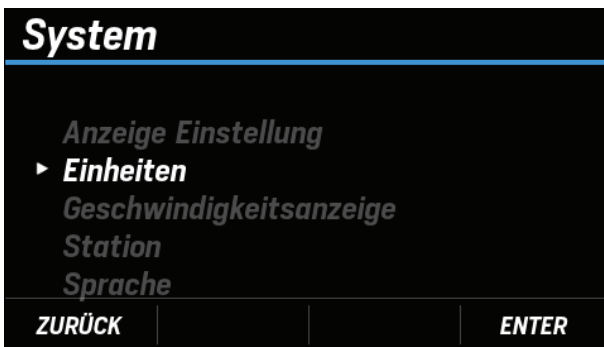 System
Anzeige Einstellung
Einheiten
Geschwindigkeitsanzeige
Station
Sprache
ZURÜCK ENTER